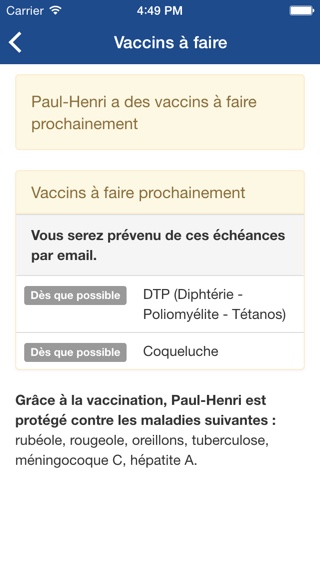 Carrier 4:49 PM
Vaccins à faire
Paul-Henri a des vaccins à faire
prochainement
Vaccins à faire prochainement
Vous serez prévenu de ces échéances
par email.
Dès que possible DTP (Diphtérie -
Poliomyélite - Tétanos)
Dès que possible Coqueluche
Grâce à la vaccination, Paul-Henri est
protégé contre les maladies suivantes :
rubéole, rougeole, oreillons, tuberculose,
méningocoque C, hépatite A.